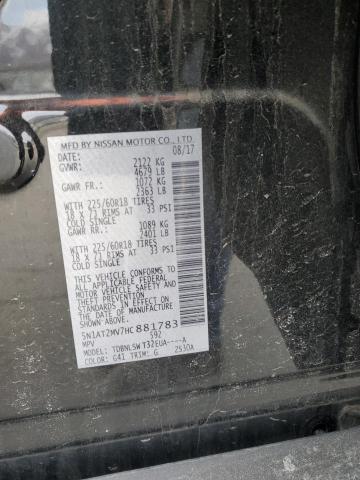 MFD BY NISSAN MOTOR CO., LTD.
DATE: 08/17
GVWR: 2122 KG
4679 LB
GAWR FR.: 1072 KG
2363 LB
WITH 225/60R18 TIRES
18 X 7J RIMS AT 33 PSI
COLD SINGLE
GAWR RR.: 1089 KG
2401 LB
WITH 225/60R18 TIRES
18 X 7J RIMS AT 33 PSI
COLD SINGLE
THIS VEHICLE CONFORMS TO ALL
APPLICABLE FEDERAL MOTOR
VEHICLE SAFETY, BUMPER, AND
THEFT PREVENTION
STANDARDS IN EFFECT ON THE
DATE OF MANUFACTURE
SHOWN ABOVE.
5N1AT2MV7HC881783
MPV 592
MODEL: TDBNLSWT32EUA----A
COLOR: G41 TRIM: G 2530A